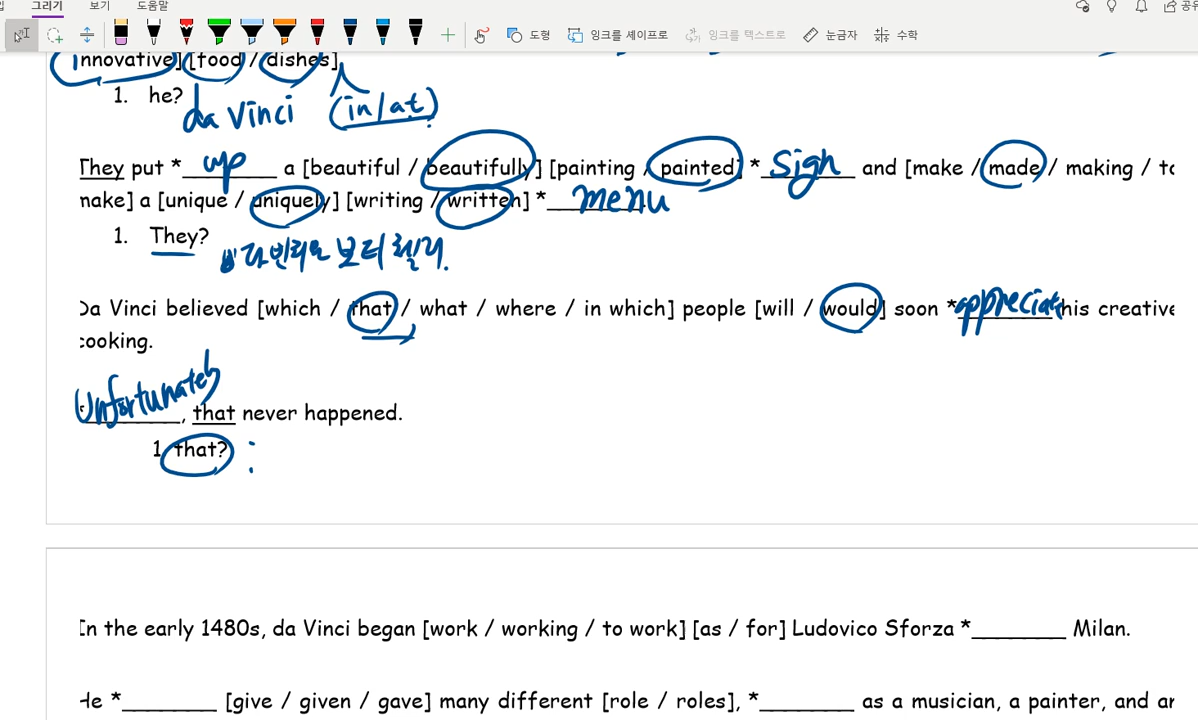 그리기 보기 도움말
도형 잉크를 셰이프로 잉크를 텍스트로 눈금자 수학
innovative] [food / dishes]
(in/at)
1. he? da Vinci
They put *________ up a [beautiful / beautifully] [painting / painted] *________ sign and [make / made / making / to
make] a [unique / uniquely] [writing / written] *________ menu
1. They? 다빈치와 보티첼리.
Da Vinci believed [which / that / what / where / in which] people [will / would] soon *________ appreciate his creative
cooking.
Unfortunately
________, that never happened.
1. that? :
In the early 1480s, da Vinci began [work / working / to work] [as / for] Ludovico Sforza *________ Milan.
He *________ [give / given / gave] many different [role / roles], *________ as a musician, a painter, and an